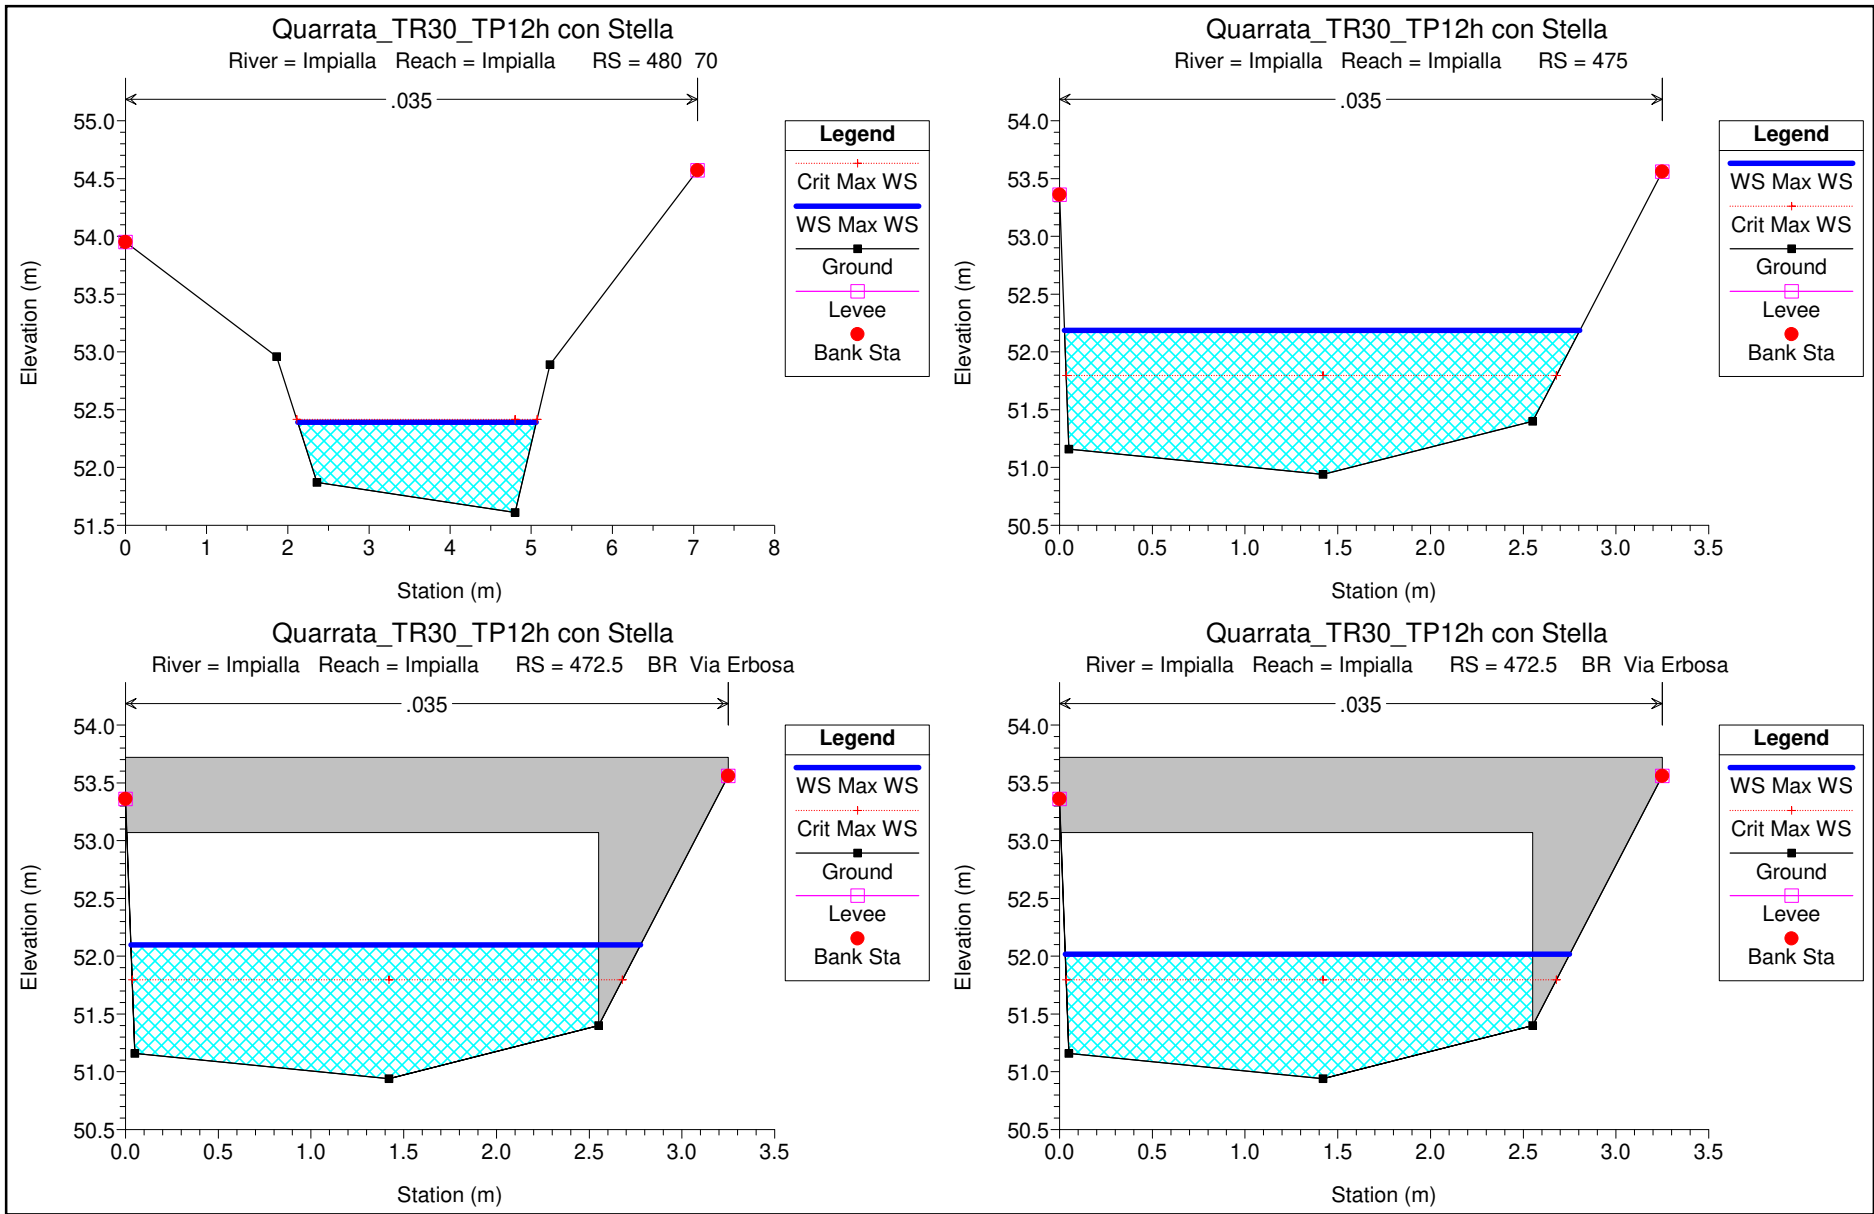 Quarrata_TR30_TP12h con Stella
River = Impialla Reach = Impialla RS = 480 70
.035
55.0
54.5
54.0
53.5
53.0
52.5
52.0
51.5
0 1 2 3 4 5 6 7 8
Elevation (m)
Station (m)
Legend
Crit Max WS
WS Max WS
Ground
Levee
Bank Sta
Quarrata_TR30_TP12h con Stella
River = Impialla Reach = Impialla RS = 475
.035
54.0
53.5
53.0
52.5
52.0
51.5
51.0
50.5
0.0 0.5 1.0 1.5 2.0 2.5 3.0 3.5
Elevation (m)
Station (m)
Legend
WS Max WS
Crit Max WS
Ground
Levee
Bank Sta
Quarrata_TR30_TP12h con Stella
River = Impialla Reach = Impialla RS = 472.5 BR Via Erbosa
.035
54.0
53.5
53.0
52.5
52.0
51.5
51.0
50.5
0.0 0.5 1.0 1.5 2.0 2.5 3.0 3.5
Elevation (m)
Station (m)
Legend
WS Max WS
Crit Max WS
Ground
Levee
Bank Sta
Quarrata_TR30_TP12h con Stella
River = Impialla Reach = Impialla RS = 472.5 BR Via Erbosa
.035
54.0
53.5
53.0
52.5
52.0
51.5
51.0
50.5
0.0 0.5 1.0 1.5 2.0 2.5 3.0 3.5
Elevation (m)
Station (m)
Legend
WS Max WS
Crit Max WS
Ground
Levee
Bank Sta